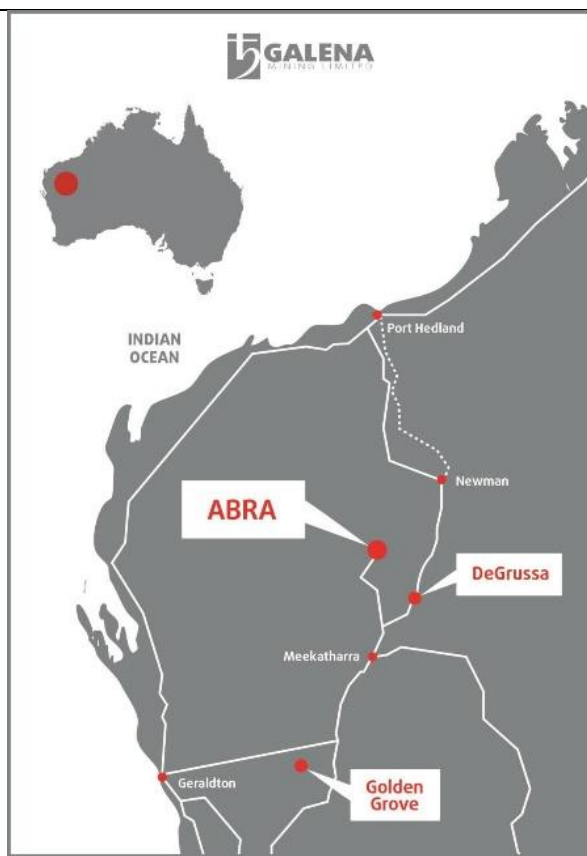 GALENA
MINING LIMITED
INDIAN
OCEAN
Port Hedland
Newman
ABRA
DeGrussa
Meekatharra
Geraldton
Golden
Grove